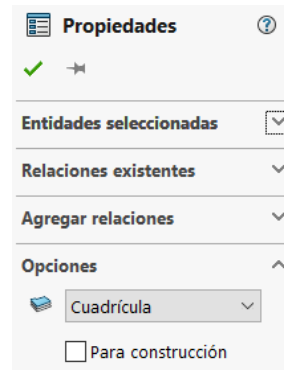 Propiedades
Entidades seleccionadas
Relaciones existentes
Agregar relaciones
Opciones
Cuadrícula
Para construcción